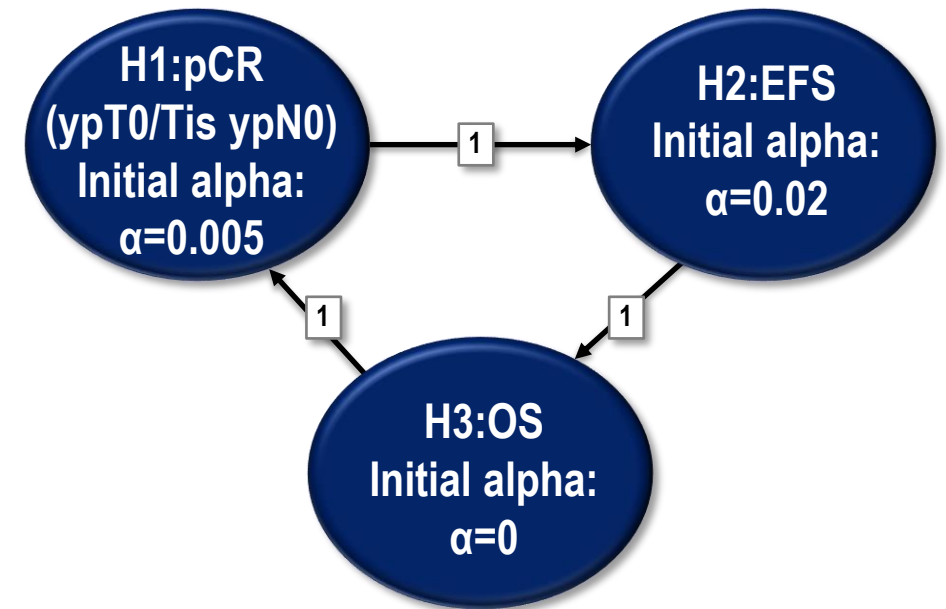 H1:pCR
(ypT0/Tis ypN0)
Initial alpha:
α=0.005
1
H2:EFS
Initial alpha:
α=0.02
1
1
H3:OS
Initial alpha:
α=0